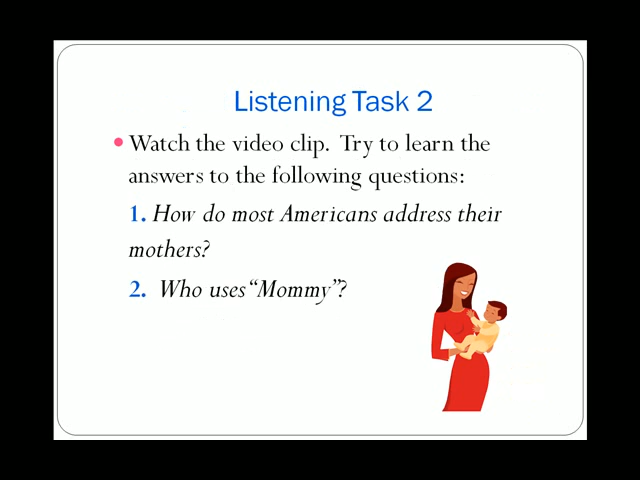 Listening Task 2
Watch the video clip. Try to learn the
answers to the following questions:
1. How do most Americans address their
mothers?
2. Who uses “Mommy”?